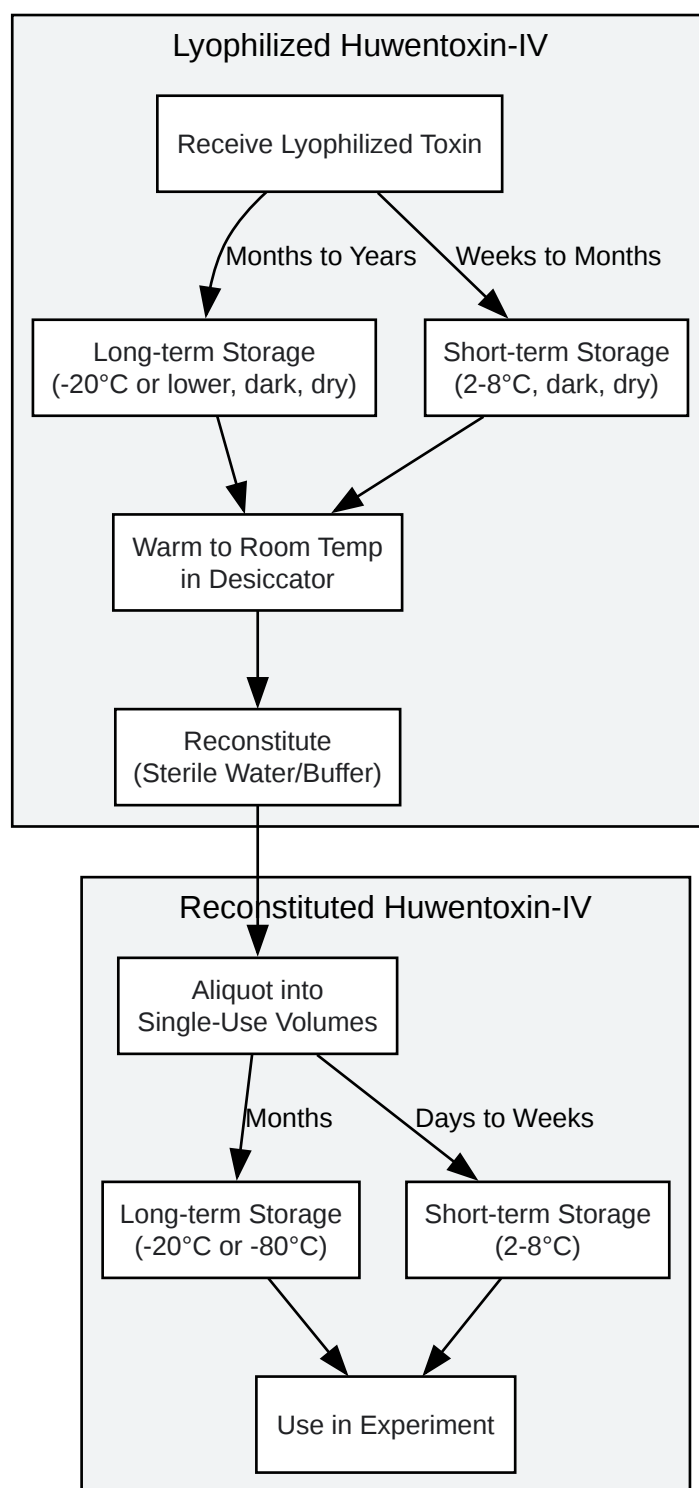 Lyophilized Huwentoxin-IV
Receive Lyophilized Toxin
Months to Years
Weeks to Months
Long-term Storage
(-20°C or lower, dark, dry)
Short-term Storage
(2-8°C, dark, dry)
Warm to Room Temp
in Desiccator
Reconstitute
(Sterile Water/Buffer)
Reconstituted Huwentoxin-IV
Aliquot into
Single-Use Volumes
Months
Days to Weeks
Long-term Storage
(-20°C or -80°C)
Short-term Storage
(2-8°C)
Use in Experiment